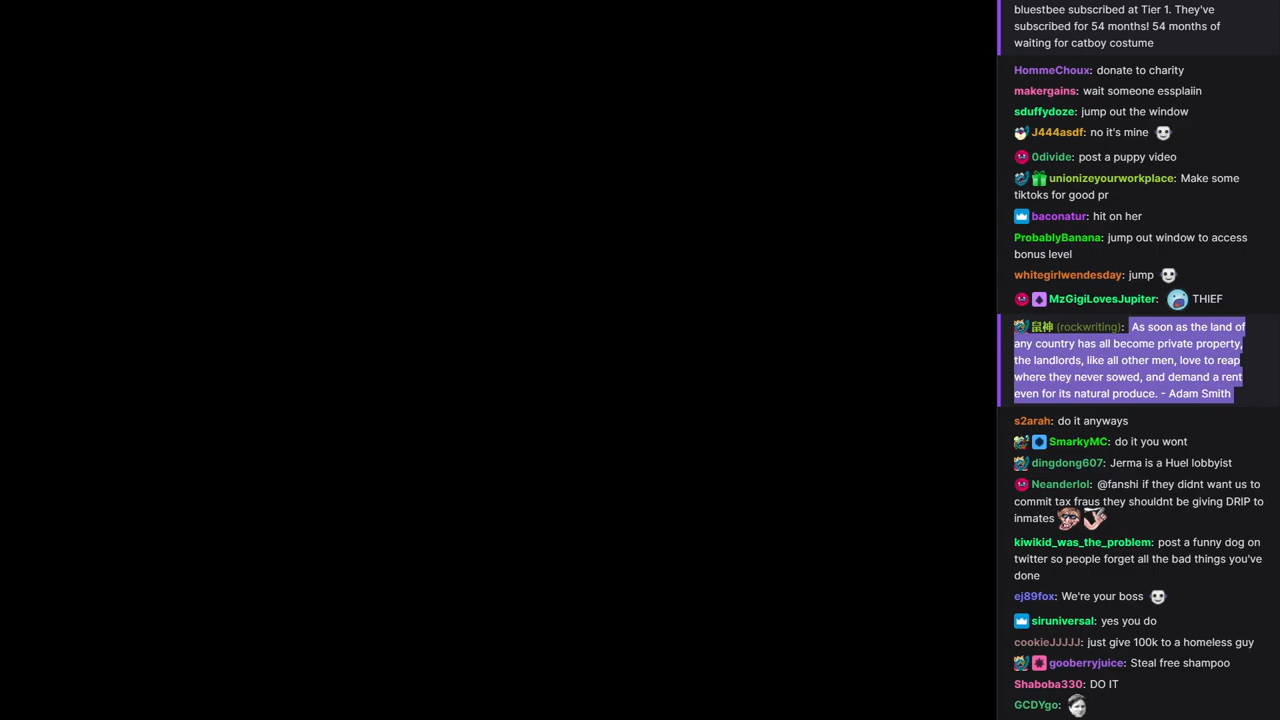 bluestbee subscribed at Tier 1. They've
subscribed for 54 months! 54 months of
waiting for catboy costume
HommeChoux: donate to charity
makergains: wait someone essplaiin
sduffydoze: jump out the window
J444asdf: no it's mine
0divide: post a puppy video
unionizeyourworkplace: Make some
tiktoks for good pr
baconatur: hit on her
ProbablyBanana: jump out window to access
bonus level
whitegirlwendesday: jump
MzGigiLovesJupiter: THIEF
鼠神 (rockwriting): As soon as the land of
any country has all become private property,
the landlords, like all other men, love to reap
where they never sowed, and demand a rent
even for its natural produce. - Adam Smith
s2arah: do it anyways
SmarkyMC: do it you wont
dingdong607: Jerma is a Huel lobbyist
Neanderlol: @fanshi if they didnt want us to
commit tax fraus they shouldnt be giving DRIP to
inmates
kiwikid_was_the_problem: post a funny dog on
twitter so people forget all the bad things you've
done
ej89fox: We're your boss
siruniversal: yes you do
cookieJJJJJ: just give 100k to a homeless guy
gooberryjuice: Steal free shampoo
Shaboba330: DO IT
GCDYgo: